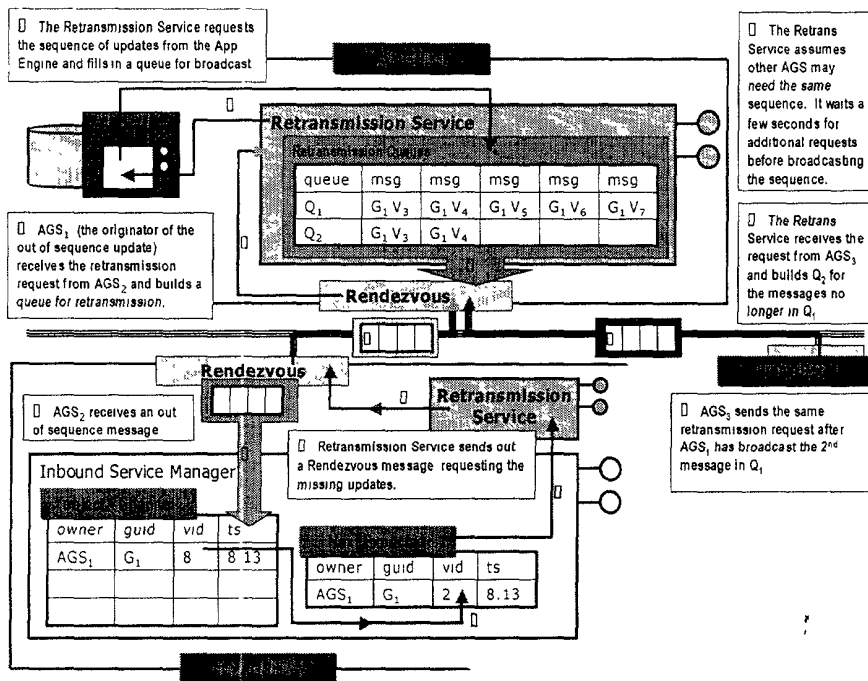 The Retransmission Service requests
the sequence of updates from the App
Engine and fills in a queue for broadcast
The Retrans
Service assumes
other AGS may
need the same
sequence. It waits a
few seconds for
additional requests
before broadcasting
the sequence.
Retransmission Service
Retransmission Queues
queue msg msg msg msg msg
Q₁ G₁ V₃ G₁ V₄ G₁ V₅ G₁ V₆ G₁ V₇
Q₂ G₁ V₃ G₁ V₄
AGS₁ (the originator of the
out of sequence update)
receives the retransmission
request from AGS₂ and builds a
queue for retransmission.
The Retrans
Service receives the
request from AGS₃
and builds Q₂ for
the messages no
longer in Q₁
Rendezvous
Rendezvous
Retransmission
Service
AGS₂ receives an out
of sequence message
Retransmission Service sends out
a Rendezvous message requesting the
missing updates.
AGS₃ sends the same
retransmission request after
AGS₁ has broadcast the 2nd
message in Q₁
Inbound Service Manager
owner guid vid ts
AGS₁ G₁ 8 8 13
owner guid vid ts
AGS₁ G₁ 2 8.13